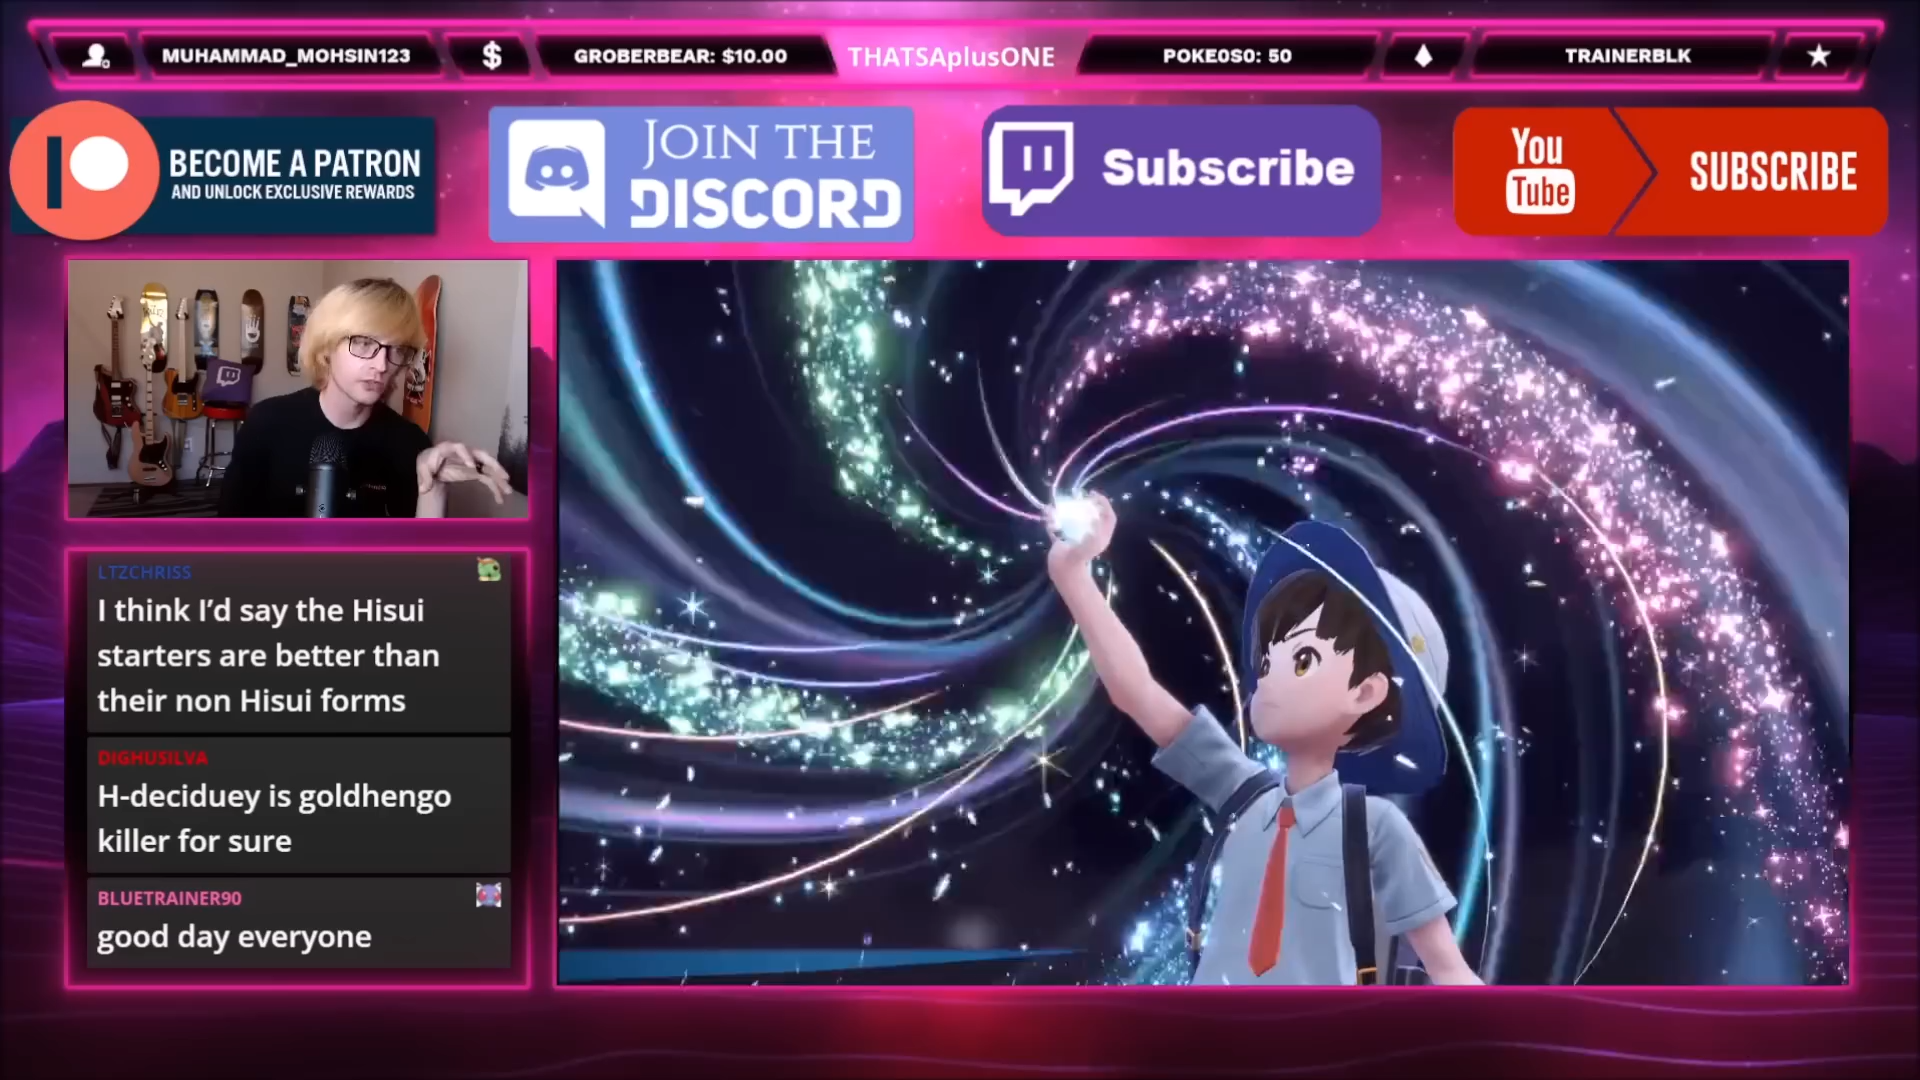 MUHAMMAD_MOHSIN123
$
GROBERBEAR: $10.00
THATSAplusONE
POKE0S0: 50
TRAINERBLK
BECOME A PATRON
AND UNLOCK EXCLUSIVE REWARDS
JOIN THE
DISCORD
Subscribe
You
Tube
SUBSCRIBE
LTZCHRISS
I think I’d say the Hisui
starters are better than
their non Hisui forms
DIGHUSILVA
H-deciduey is goldhengo
killer for sure
BLUETRAINER90
good day everyone